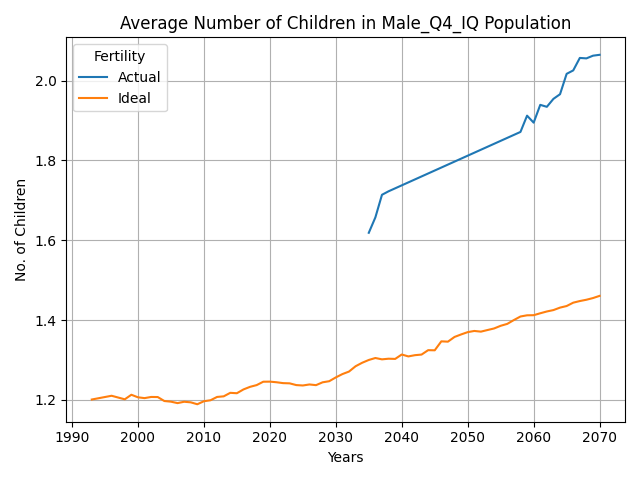 Average Number of Children in Male_Q4_IQ Population
Fertility
Actual
Ideal
No. of Children
2.0
1.8
1.6
1.4
1.2
1990 2000 2010 2020 2030 2040 2050 2060 2070
Years